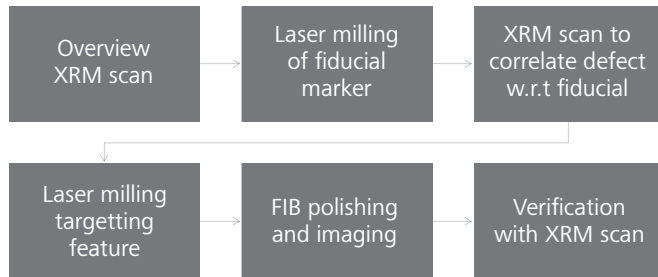 Overview
XRM scan
Laser milling
of fiducial
marker
XRM scan to
correlate defect
w.r.t fiducial
Laser milling
targetting
feature
FIB polishing
and imaging
Verification
with XRM scan